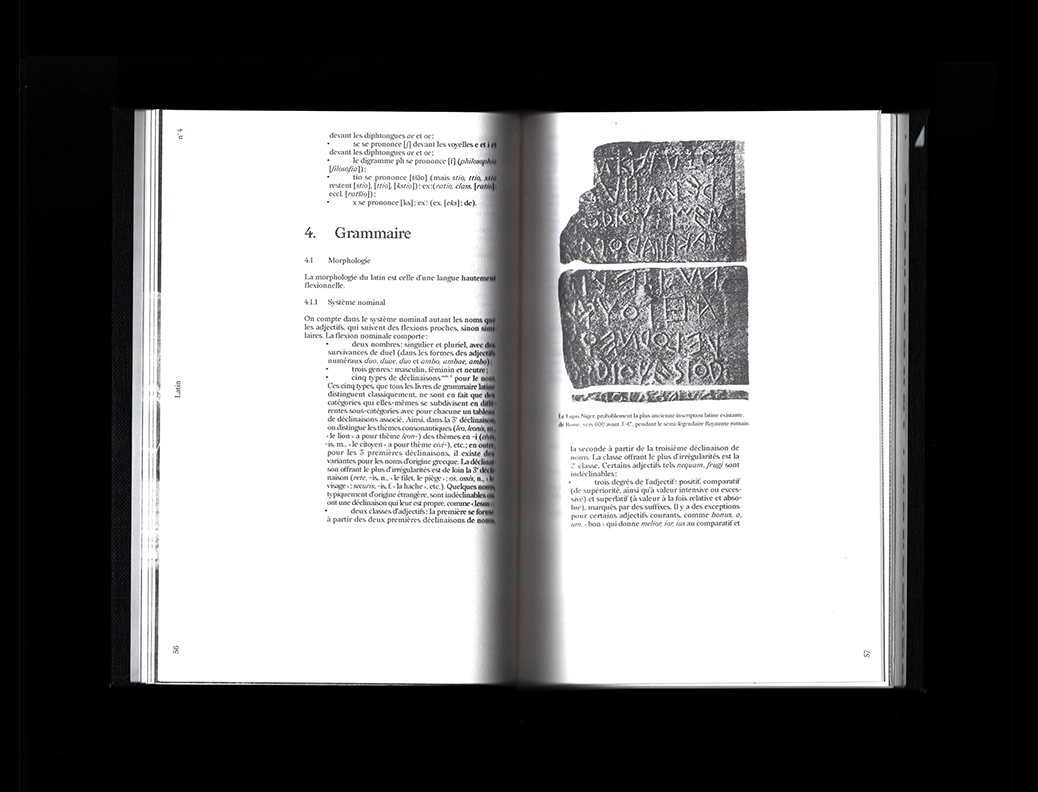 n°4
devant les diphtongues ae et oe ;
• sc se prononce [ʃ] devant les voyelles e et i et
devant les diphtongues ae et oe ;
• le digramme ph se prononce [f] (philosophia
[filosofia]) ;
• tio se prononce [tsio] (mais stio, ttio, xtio
restent [stio], [ttio], [kstio]) ; ex : (ratio, class. [ratio];
eccl. [ratsio]) ;
• x se prononce [ks] ; ex : (ex, [eks] ; de).
4. Grammaire
4.1 Morphologie
La morphologie du latin est celle d'une langue hautement
flexionnelle.
4.1.1 Système nominal
On compte dans le système nominal autant les noms que
les adjectifs, qui suivent des flexions proches, sinon simi-
laires. La flexion nominale comporte :
• deux nombres : singulier et pluriel, avec des
survivances de duel (dans les formes des adjectifs
numéraux duo, duae, duo et ambo, ambae, ambo) ;
• trois genres : masculin, féminin et neutre ;
• cinq types de déclinaisons pour le nom.
Ces cinq types, que tous les livres de grammaire latine
distinguent classiquement, ne sont en fait que des
catégories qui elles-mêmes se subdivisent en diffé-
rentes sous-catégories avec pour chacune un tableau
de déclinaisons associé. Ainsi, dans la 3e déclinaison,
on distingue les thèmes consonantiques (leo, leonis, m.,
‹ le lion › a pour thème leon-) des thèmes en -i (civis,
-is, m., ‹ le citoyen › a pour thème civi-), etc. ; en outre,
pour les 3 premières déclinaisons, il existe des
variantes pour les noms d'origine grecque. La déclinai-
son offrant le plus d'irrégularités est de loin la 3e décli-
naison (rete, -is, n., ‹ le filet, le piège › ; os, ossis, n., ‹ le
visage › ; securis, -is, f. ‹ la hache ›, etc.). Quelques noms,
typiquement d'origine étrangère, sont indéclinables ou
ont une déclinaison qui leur est propre, comme ‹ Iesus › ;
• deux classes d'adjectifs : la première se forme
à partir des deux premières déclinaisons de noms,
Latin
56
Le Lapis Niger, probablement la plus ancienne inscription latine existante,
de Rome, vers 600 avant J.-C., pendant le semi-légendaire Royaume romain.
la seconde à partir de la troisième déclinaison de
noms. La classe offrant le plus d'irrégularités est la
2e classe. Certains adjectifs tels nequam, frugi sont
indéclinables ;
• trois degrés de l'adjectif : positif, comparatif
(de supériorité, ainsi qu'à valeur intensive ou exces-
sive) et superlatif (à valeur à la fois relative et abso-
lue), marqués par des suffixes. Il y a des exceptions
pour certains adjectifs courants, comme bonus, a,
um, ‹ bon › qui donne melior, ior, ius au comparatif et
57